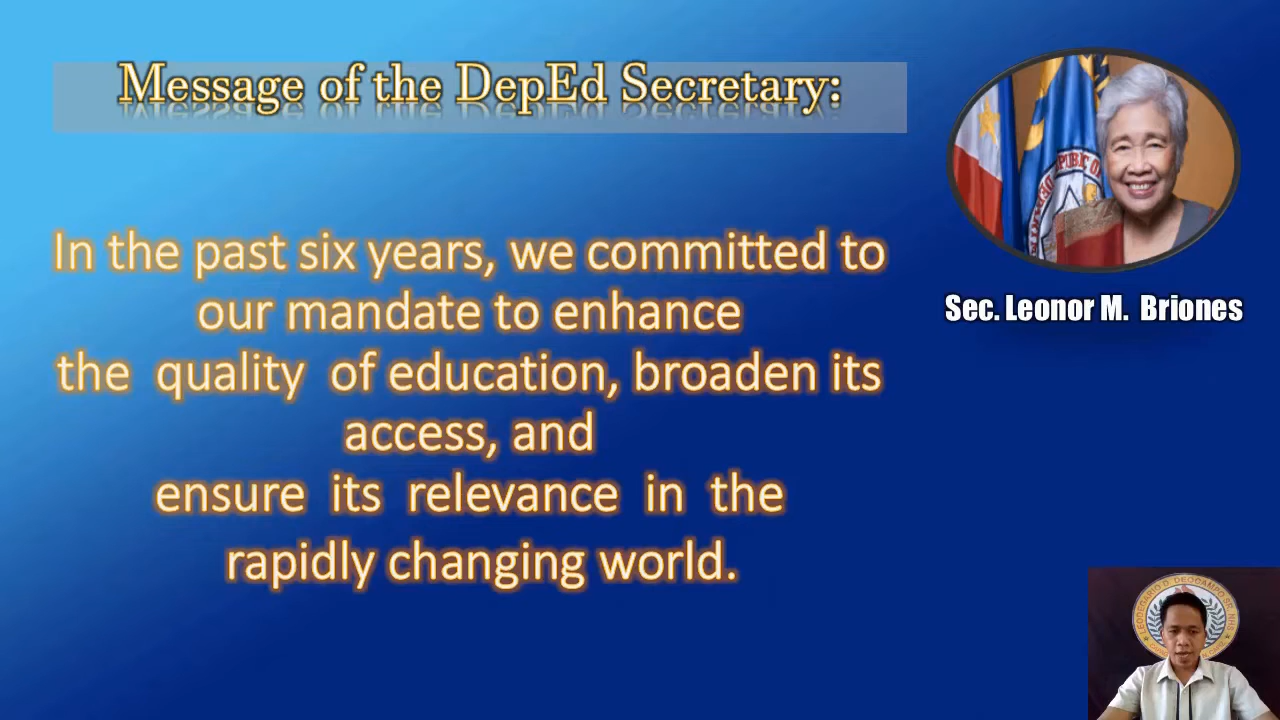 Message of the DepEd Secretary:
In the past six years, we committed to
our mandate to enhance
the quality of education, broaden its
access, and
ensure its relevance in the
rapidly changing world.
Sec. Leonor M. Briones